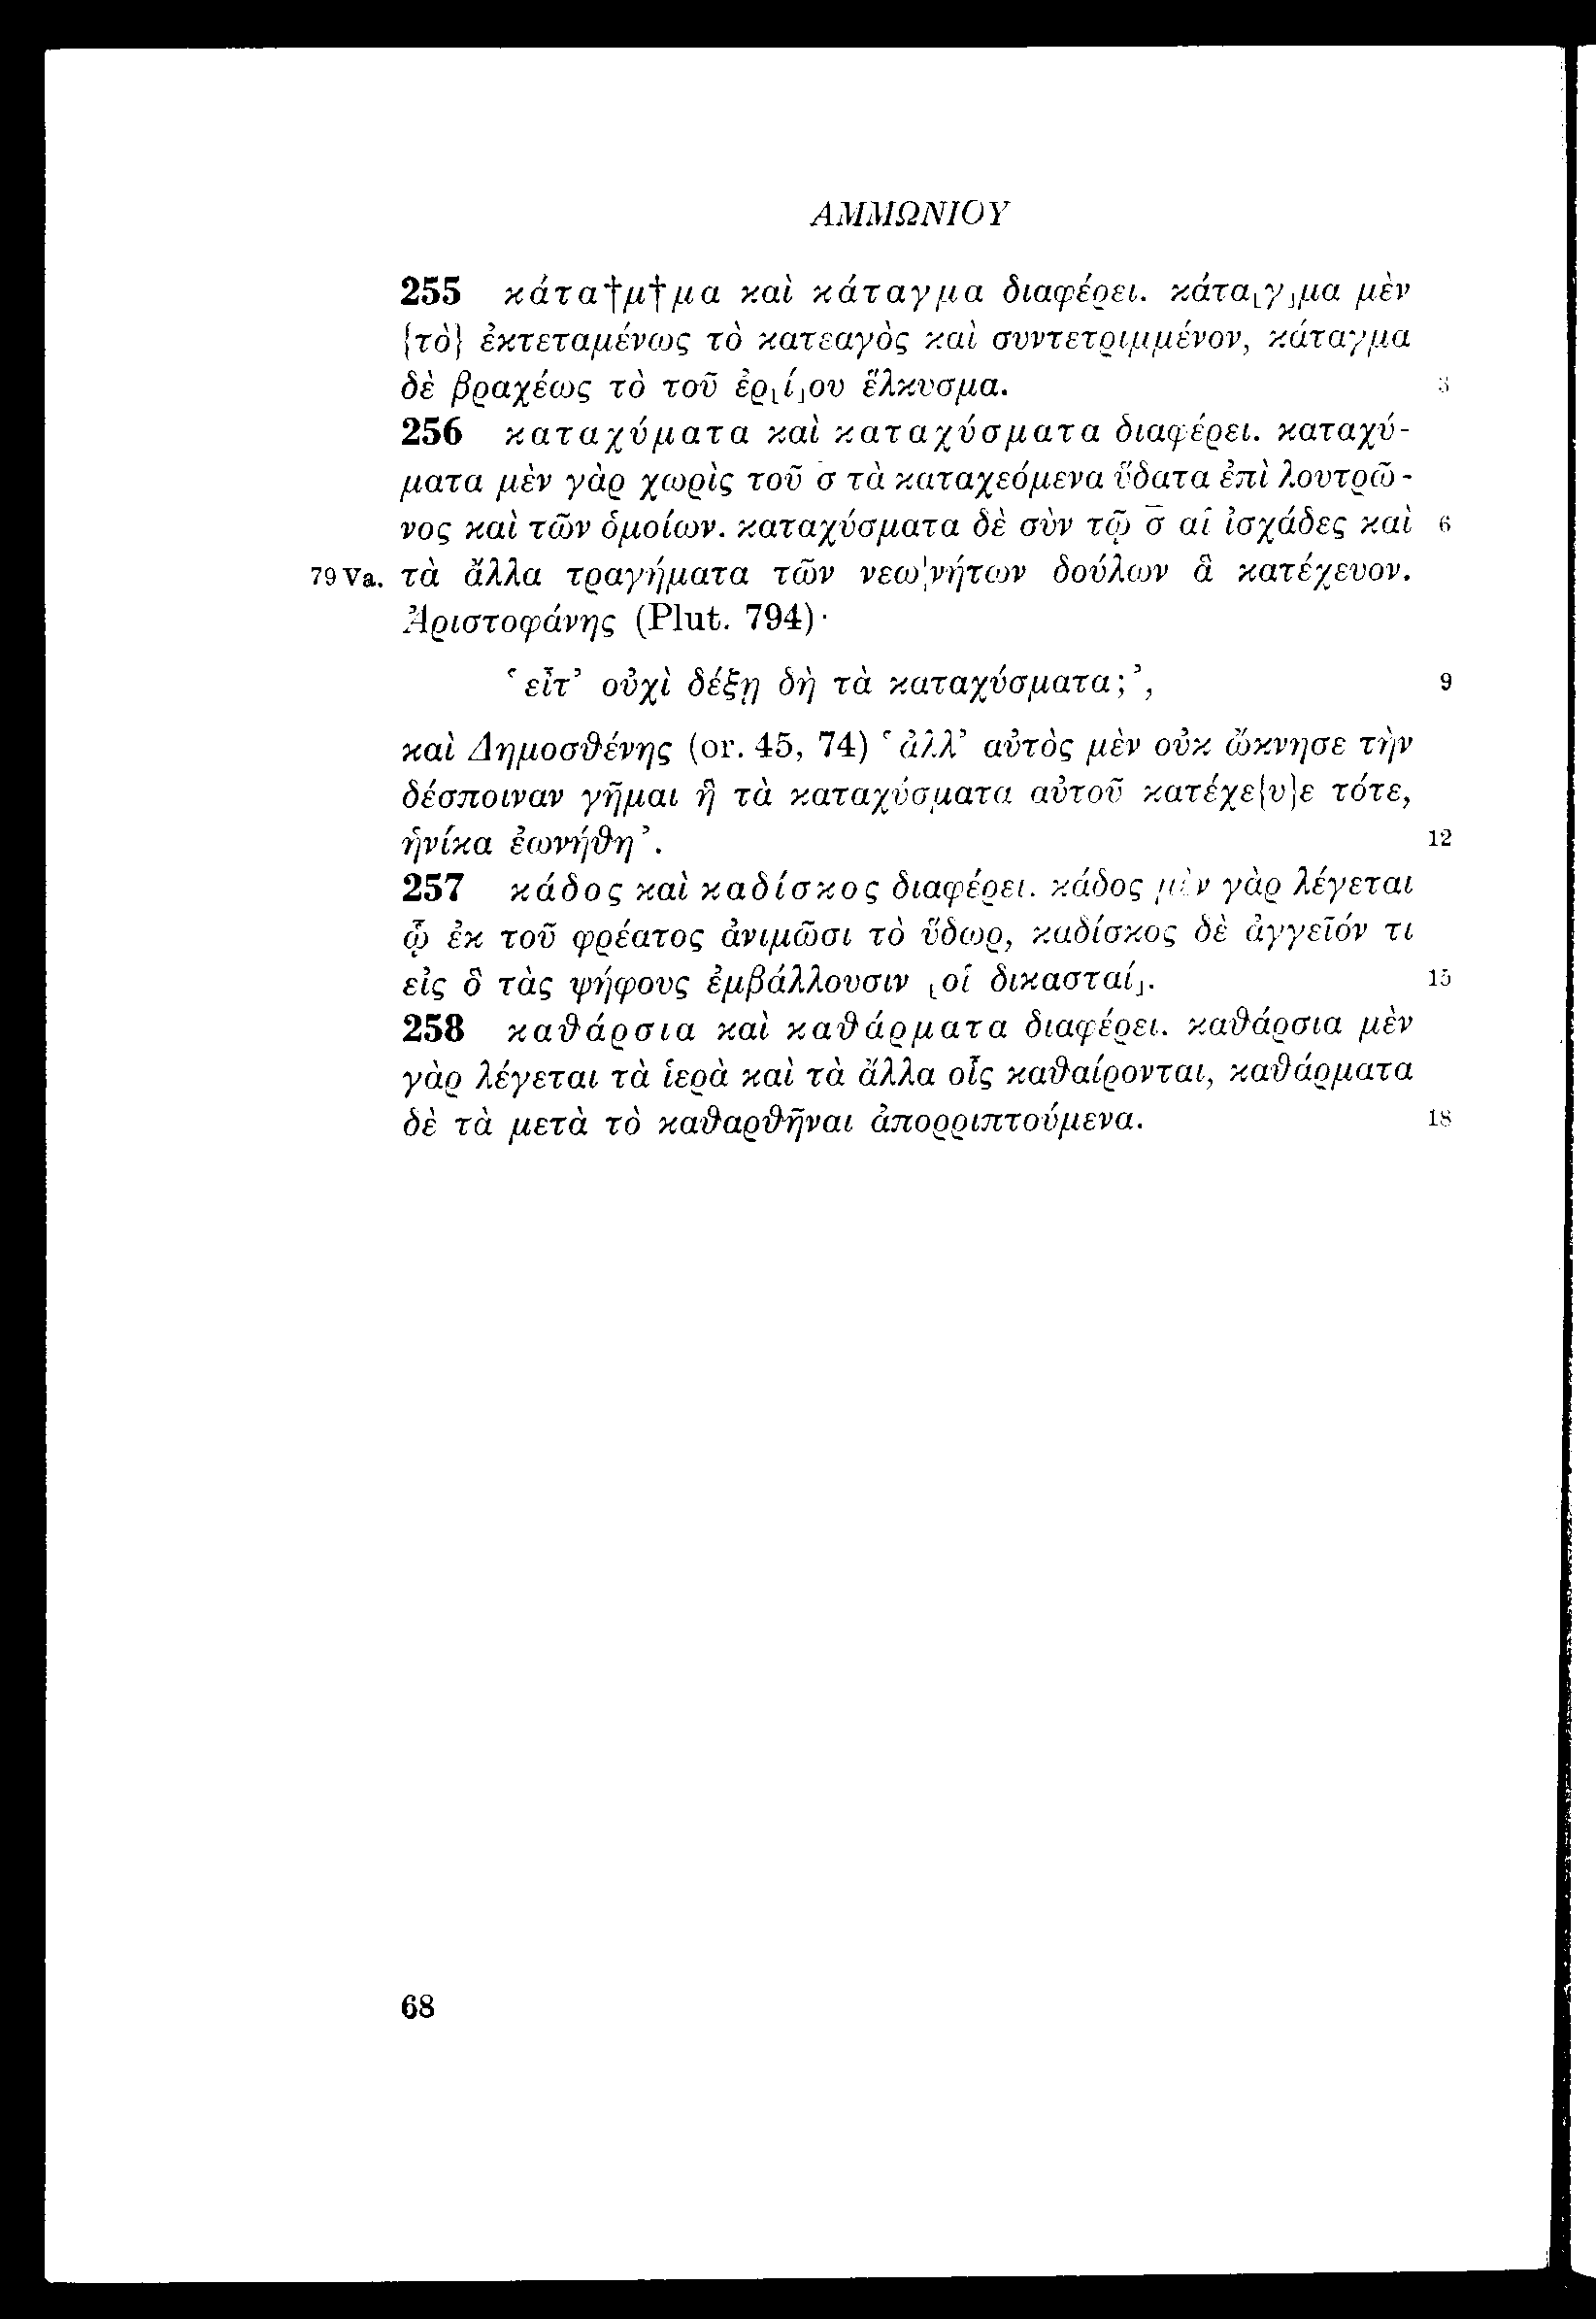 ΑΜΜΩΝΙΟΥ
255 κάτα†μ†μα καὶ κάταγμα διαφέρει. κάτα⸤γ⸥μα μὲν
{τὸ} ἐκτεταμένως τὸ κατεαγὸς καὶ συντετριμμένον, κάταγμα
δὲ βραχέως τὸ τοῦ ἐρ⸤ί⸥ου ἕλκυσμα. 3
256 καταχύματα καὶ καταχύσματα διαφέρει. καταχύ-
ματα μὲν γὰρ χωρὶς τοῦ σ̅ τὰ καταχεόμενα ὕδατα ἐπὶ λουτρῶ-
νος καὶ τῶν ὁμοίων. καταχύσματα δὲ σὺν τῷ σ̅ αἱ ἰσχάδες καὶ 6
79 Va. τὰ ἄλλα τραγήματα τῶν νεω|νήτων δούλων ἃ κατέχευον.
Ἀριστοφάνης (Plut. 794)·
‘εἶτ’ οὐχὶ δέξῃ δὴ τὰ καταχύσματα;’, 9
καὶ Δημοσθένης (or. 45, 74) ‘ἀλλ’ αὐτὸς μὲν οὐκ ὤκνησε τὴν
δέσποιναν γῆμαι ἣ τὰ καταχύσματα αὐτοῦ κατέχε{υ}ε τότε,
ἡνίκα ἐωνήθη’. 12
257 κάδος καὶ καδίσκος διαφέρει. κάδος μὲν γὰρ λέγεται
ᾧ ἐκ τοῦ φρέατος ἀνιμῶσι τὸ ὕδωρ, καδίσκος δὲ ἀγγεῖόν τι
εἰς ὃ τὰς ψήφους ἐμβάλλουσιν ⸤οἱ δικασταί⸥. 15
258 καθάρσια καὶ καθάρματα διαφέρει. καθάρσια μὲν
γὰρ λέγεται τὰ ἱερὰ καὶ τὰ ἄλλα οἷς καθαίρονται, καθάρματα
δὲ τὰ μετὰ τὸ καθαρθῆναι ἀπορριπτούμενα. 18
68